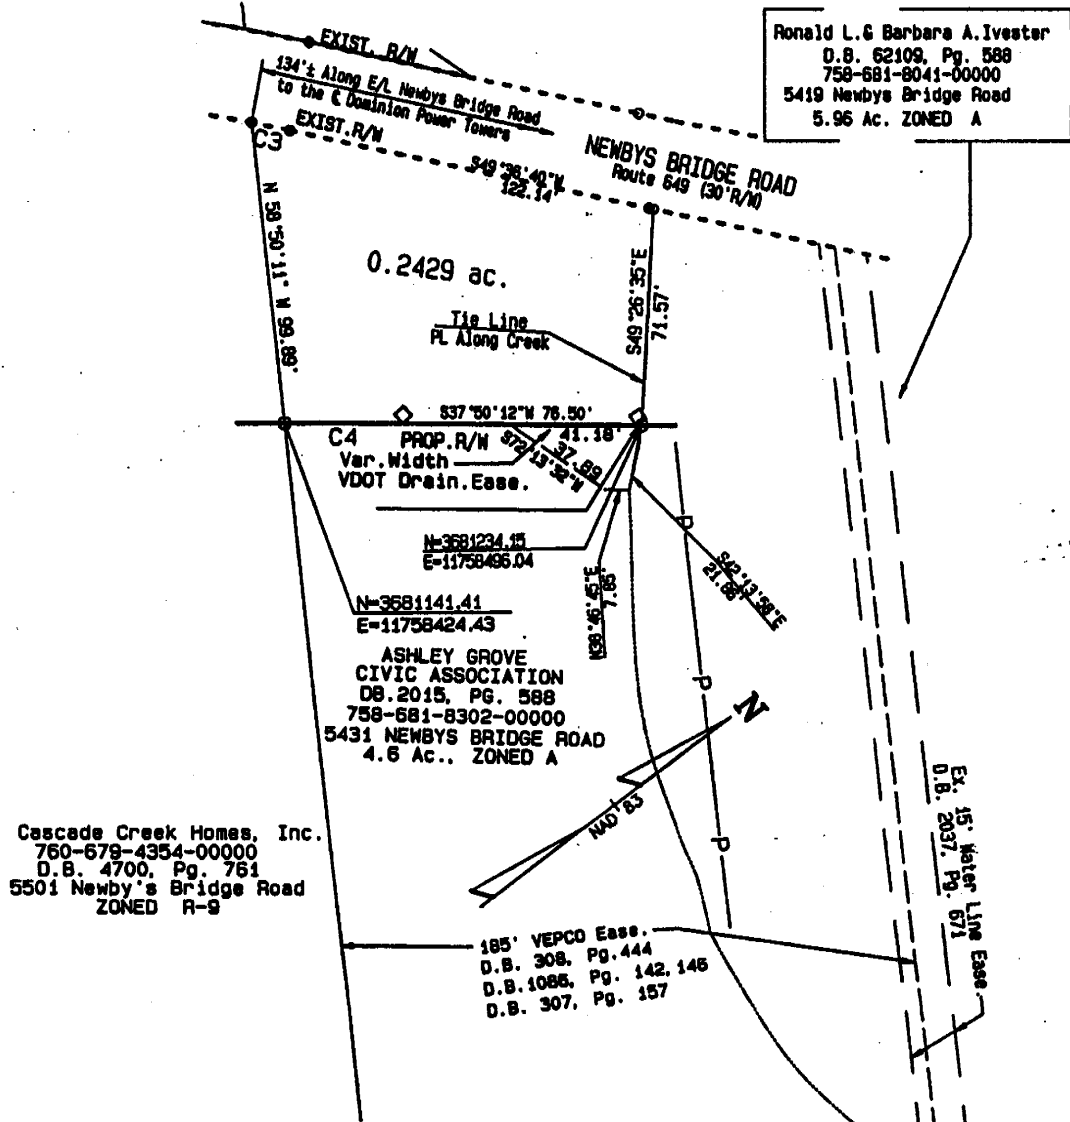 Ronald L.& Barbara A.Ivester
D.B. 62109, Pg. 588
758-681-8041-00000
5419 Newbys Bridge Road
5.96 Ac. ZONED A
EXIST. R/W
134'± Along E/L Newbys Bridge Road
to the ℄ Dominion Power Towers
EXIST.R/W
C3
NEWBYS BRIDGE ROAD
Route 649 (30'R/W)
S49°36'40"W
122.14'
N 58°50'11" W 99.89'
0.2429 ac.
S49°26'35"E
71.57'
Tie Line
PL Along Creek
S37°50'12"W 76.50'
C4
PROP.R/W
41.18'
Var.Width
VDOT Drain.Ease.
37.89
S72°13'32"W
N=3681234.15
E=11758496.04
N38°46'45"E
7.85'
S42°13'58"E
21.66'
N=3681141.41
E=11758424.43
ASHLEY GROVE
CIVIC ASSOCIATION
DB.2015, PG. 588
758-681-8302-00000
5431 NEWBYS BRIDGE ROAD
4.6 Ac., ZONED A
P
P
P
N
NAD'83
Cascade Creek Homes, Inc.
760-679-4354-00000
D.B. 4700, Pg. 761
5501 Newby's Bridge Road
ZONED R-9
Ex. 15' Water Line Ease.
D.B. 2037, Pg. 671
185' VEPCO Ease.
D.B. 308, Pg.444
D.B.1086, Pg. 142,146
D.B. 307, Pg. 157